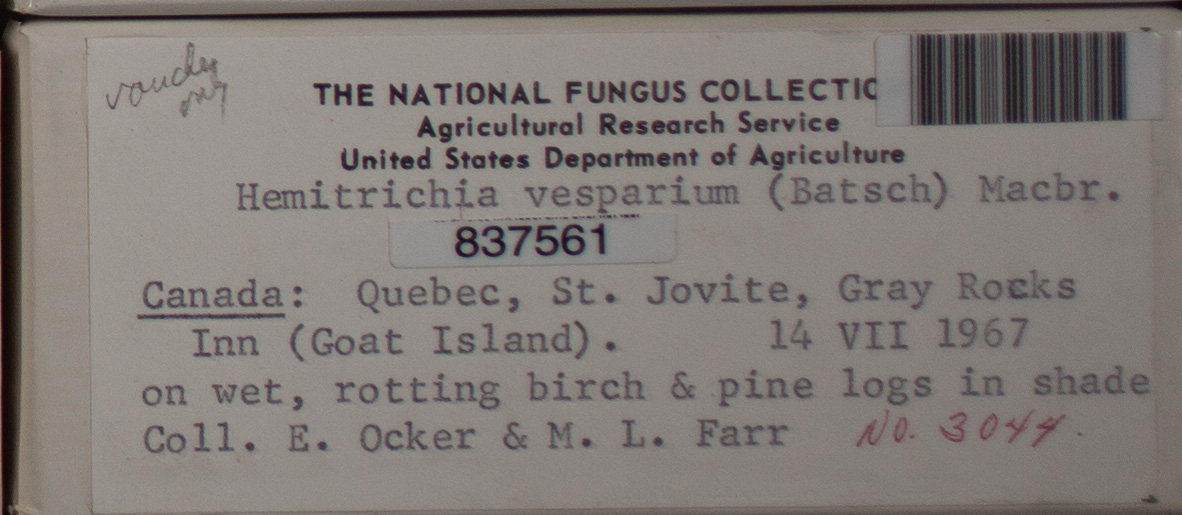 voucher
only
THE NATIONAL FUNGUS COLLECTIO
Agricultural Research Service
United States Department of Agriculture
Hemitrichia vesparium (Batsch) Macbr.
837561
Canada: Quebec, St. Jovite, Gray Rocks
Inn (Goat Island). 14 VII 1967
on wet, rotting birch & pine logs in shade
Coll. E. Ocker & M. L. Farr No. 3044.